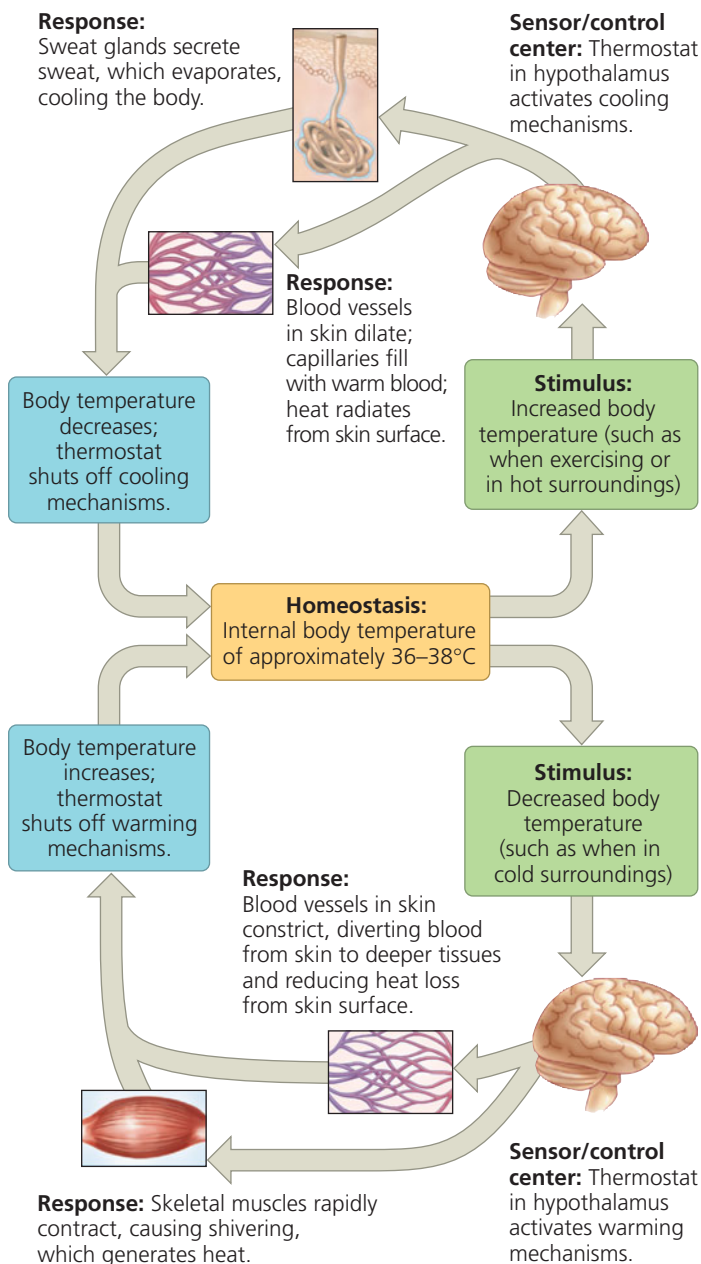 Response:
Sweat glands secrete
sweat, which evaporates,
cooling the body.
Sensor/control
center: Thermostat
in hypothalamus
activates cooling
mechanisms.
Response:
Blood vessels
in skin dilate;
capillaries fill
with warm blood;
heat radiates
from skin surface.
Body temperature
decreases;
thermostat
shuts off cooling
mechanisms.
Stimulus:
Increased body
temperature (such as
when exercising or
in hot surroundings)
Homeostasis:
Internal body temperature
of approximately 36–38°C
Body temperature
increases;
thermostat
shuts off warming
mechanisms.
Stimulus:
Decreased body
temperature
(such as when in
cold surroundings)
Response:
Blood vessels in skin
constrict, diverting blood
from skin to deeper tissues
and reducing heat loss
from skin surface.
Sensor/control
center: Thermostat
in hypothalamus
activates warming
mechanisms.
Response: Skeletal muscles rapidly
contract, causing shivering,
which generates heat.